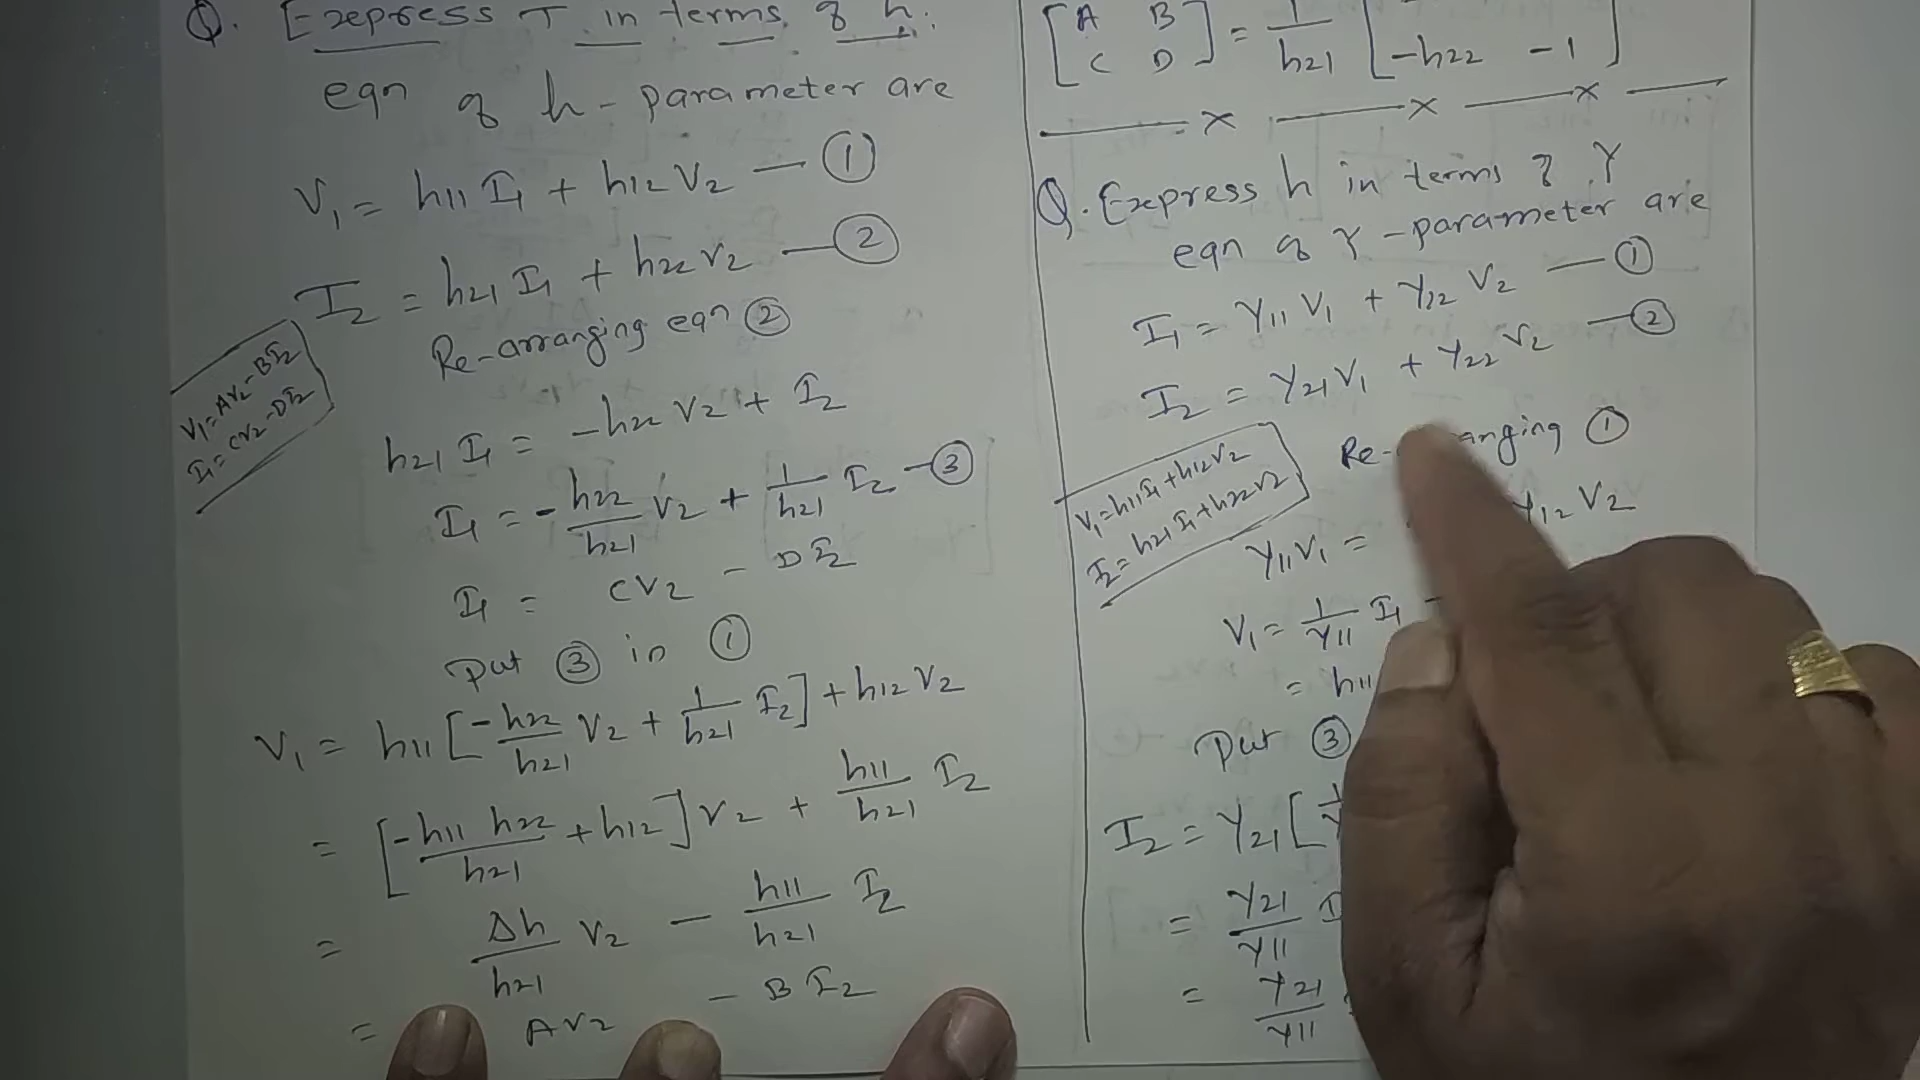 Q. Express T in terms of h.
eqn of h-parameter are
V1 = h11 I1 + h12 V2 — ①
I2 = h21 I1 + h22 V2 — ②
Re-arranging eqn ②
V1 = AV2 - BI2
I1 = CV2 - DI2
h21 I1 = -h22 V2 + I2
I1 = - h22/h21 V2 + 1/h21 I2 — ③
I1 = CV2 - DI2
Put ③ in ①
V1 = h11 [-h22/h21 V2 + 1/h21 I2] + h12 V2
= [-h11 h22/h21 + h12] V2 + h11/h21 I2
= Δh/h21 V2 - h11/h21 I2
= AV2 - BI2
[A B
C D] = 1/h21 [
-h22 -1]
Q. Express h in terms of Y
eqn of Y-parameter are
I1 = Y11 V1 + Y12 V2 — ①
I2 = Y21 V1 + Y22 V2 — ②
Re- anging ①
V1 = h11 I1 + h12 V2
I2 = h21 I1 + h22 V2
Y11 V1 = Y12 V2
V1 = 1/Y11 I1
= h11
Put ③
I2 = Y21 [
= Y21/Y11
= Y21/Y11